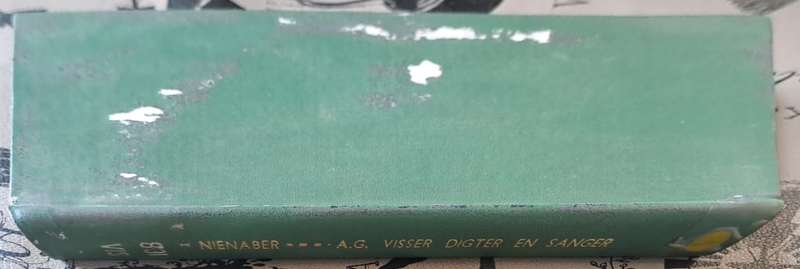 NIENABER * * * · A.G. VISSER DIGTER EN SANGER